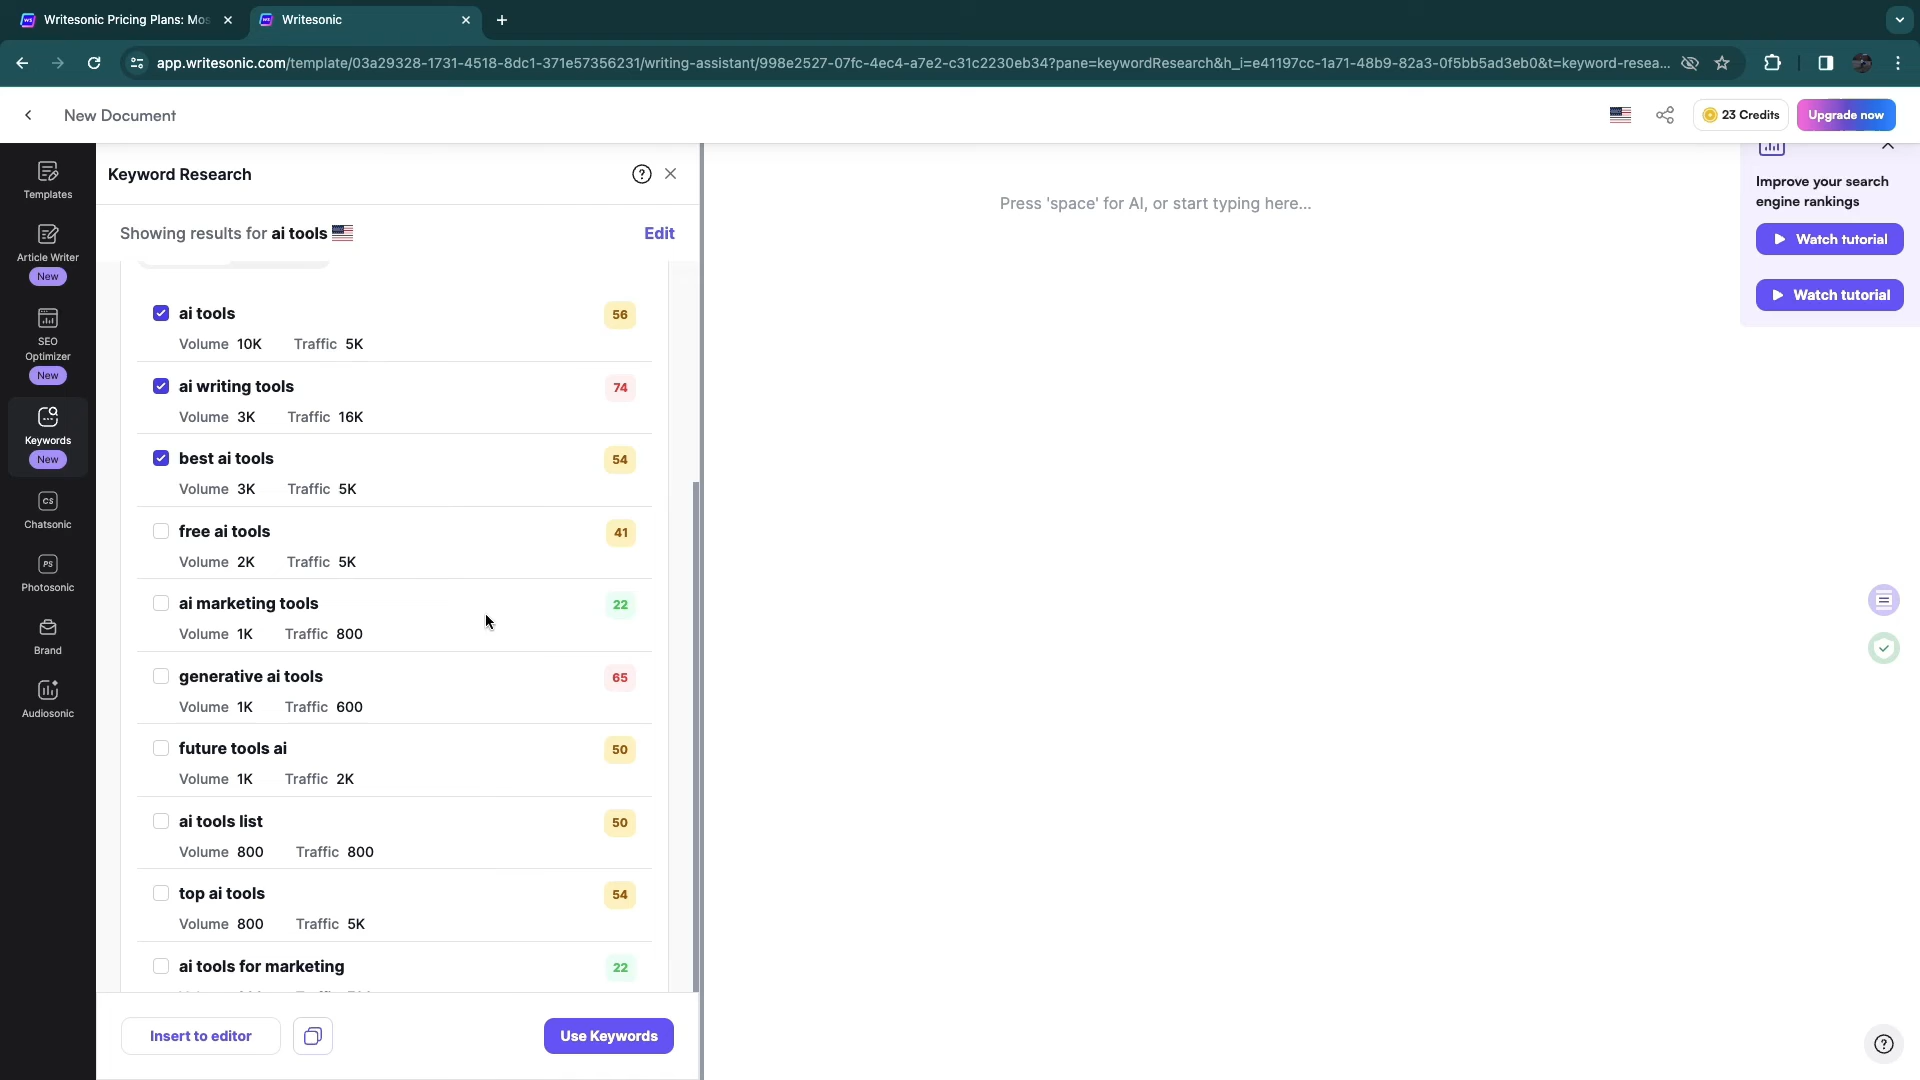 Writesonic Pricing Plans: Mos
Writesonic
app.writesonic.com/template/03a29328-1731-4518-8dc1-371e57356231/writing-assistant/998e2527-07fc-4ec4-a7e2-c31c2230eb34?pane=keywordResearch&h_i=e41197cc-1a71-48b9-82a3-0f5bb5ad3eb0&t=keyword-resea...
New Document
23 Credits
Upgrade now
Templates
Article Writer
New
SEO
Optimizer
New
Keywords
New
CS
Chatsonic
PS
Photosonic
Brand
Audiosonic
Keyword Research
Showing results for ai tools
Edit
ai tools
56
Volume 10K Traffic 5K
ai writing tools
74
Volume 3K Traffic 16K
best ai tools
54
Volume 3K Traffic 5K
free ai tools
41
Volume 2K Traffic 5K
ai marketing tools
22
Volume 1K Traffic 800
generative ai tools
65
Volume 1K Traffic 600
future tools ai
50
Volume 1K Traffic 2K
ai tools list
50
Volume 800 Traffic 800
top ai tools
54
Volume 800 Traffic 5K
ai tools for marketing
22
Insert to editor
Use Keywords
Press 'space' for AI, or start typing here...
Improve your search
engine rankings
Watch tutorial
Watch tutorial